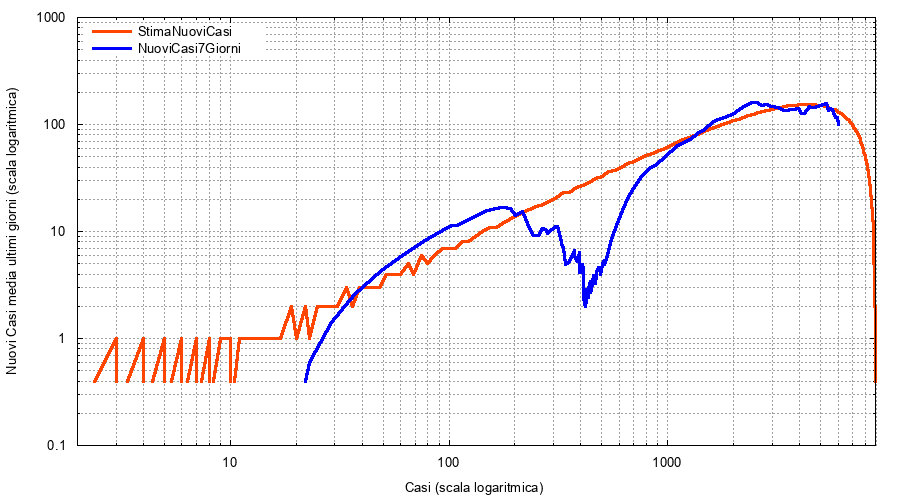 1000
StimaNuoviCasi
NuoviCasi7Giorni
100
10
1
0.1
Nuovi Casi media ultimi giorni (scala logaritmica)
10
100
1000
Casi (scala logaritmica)